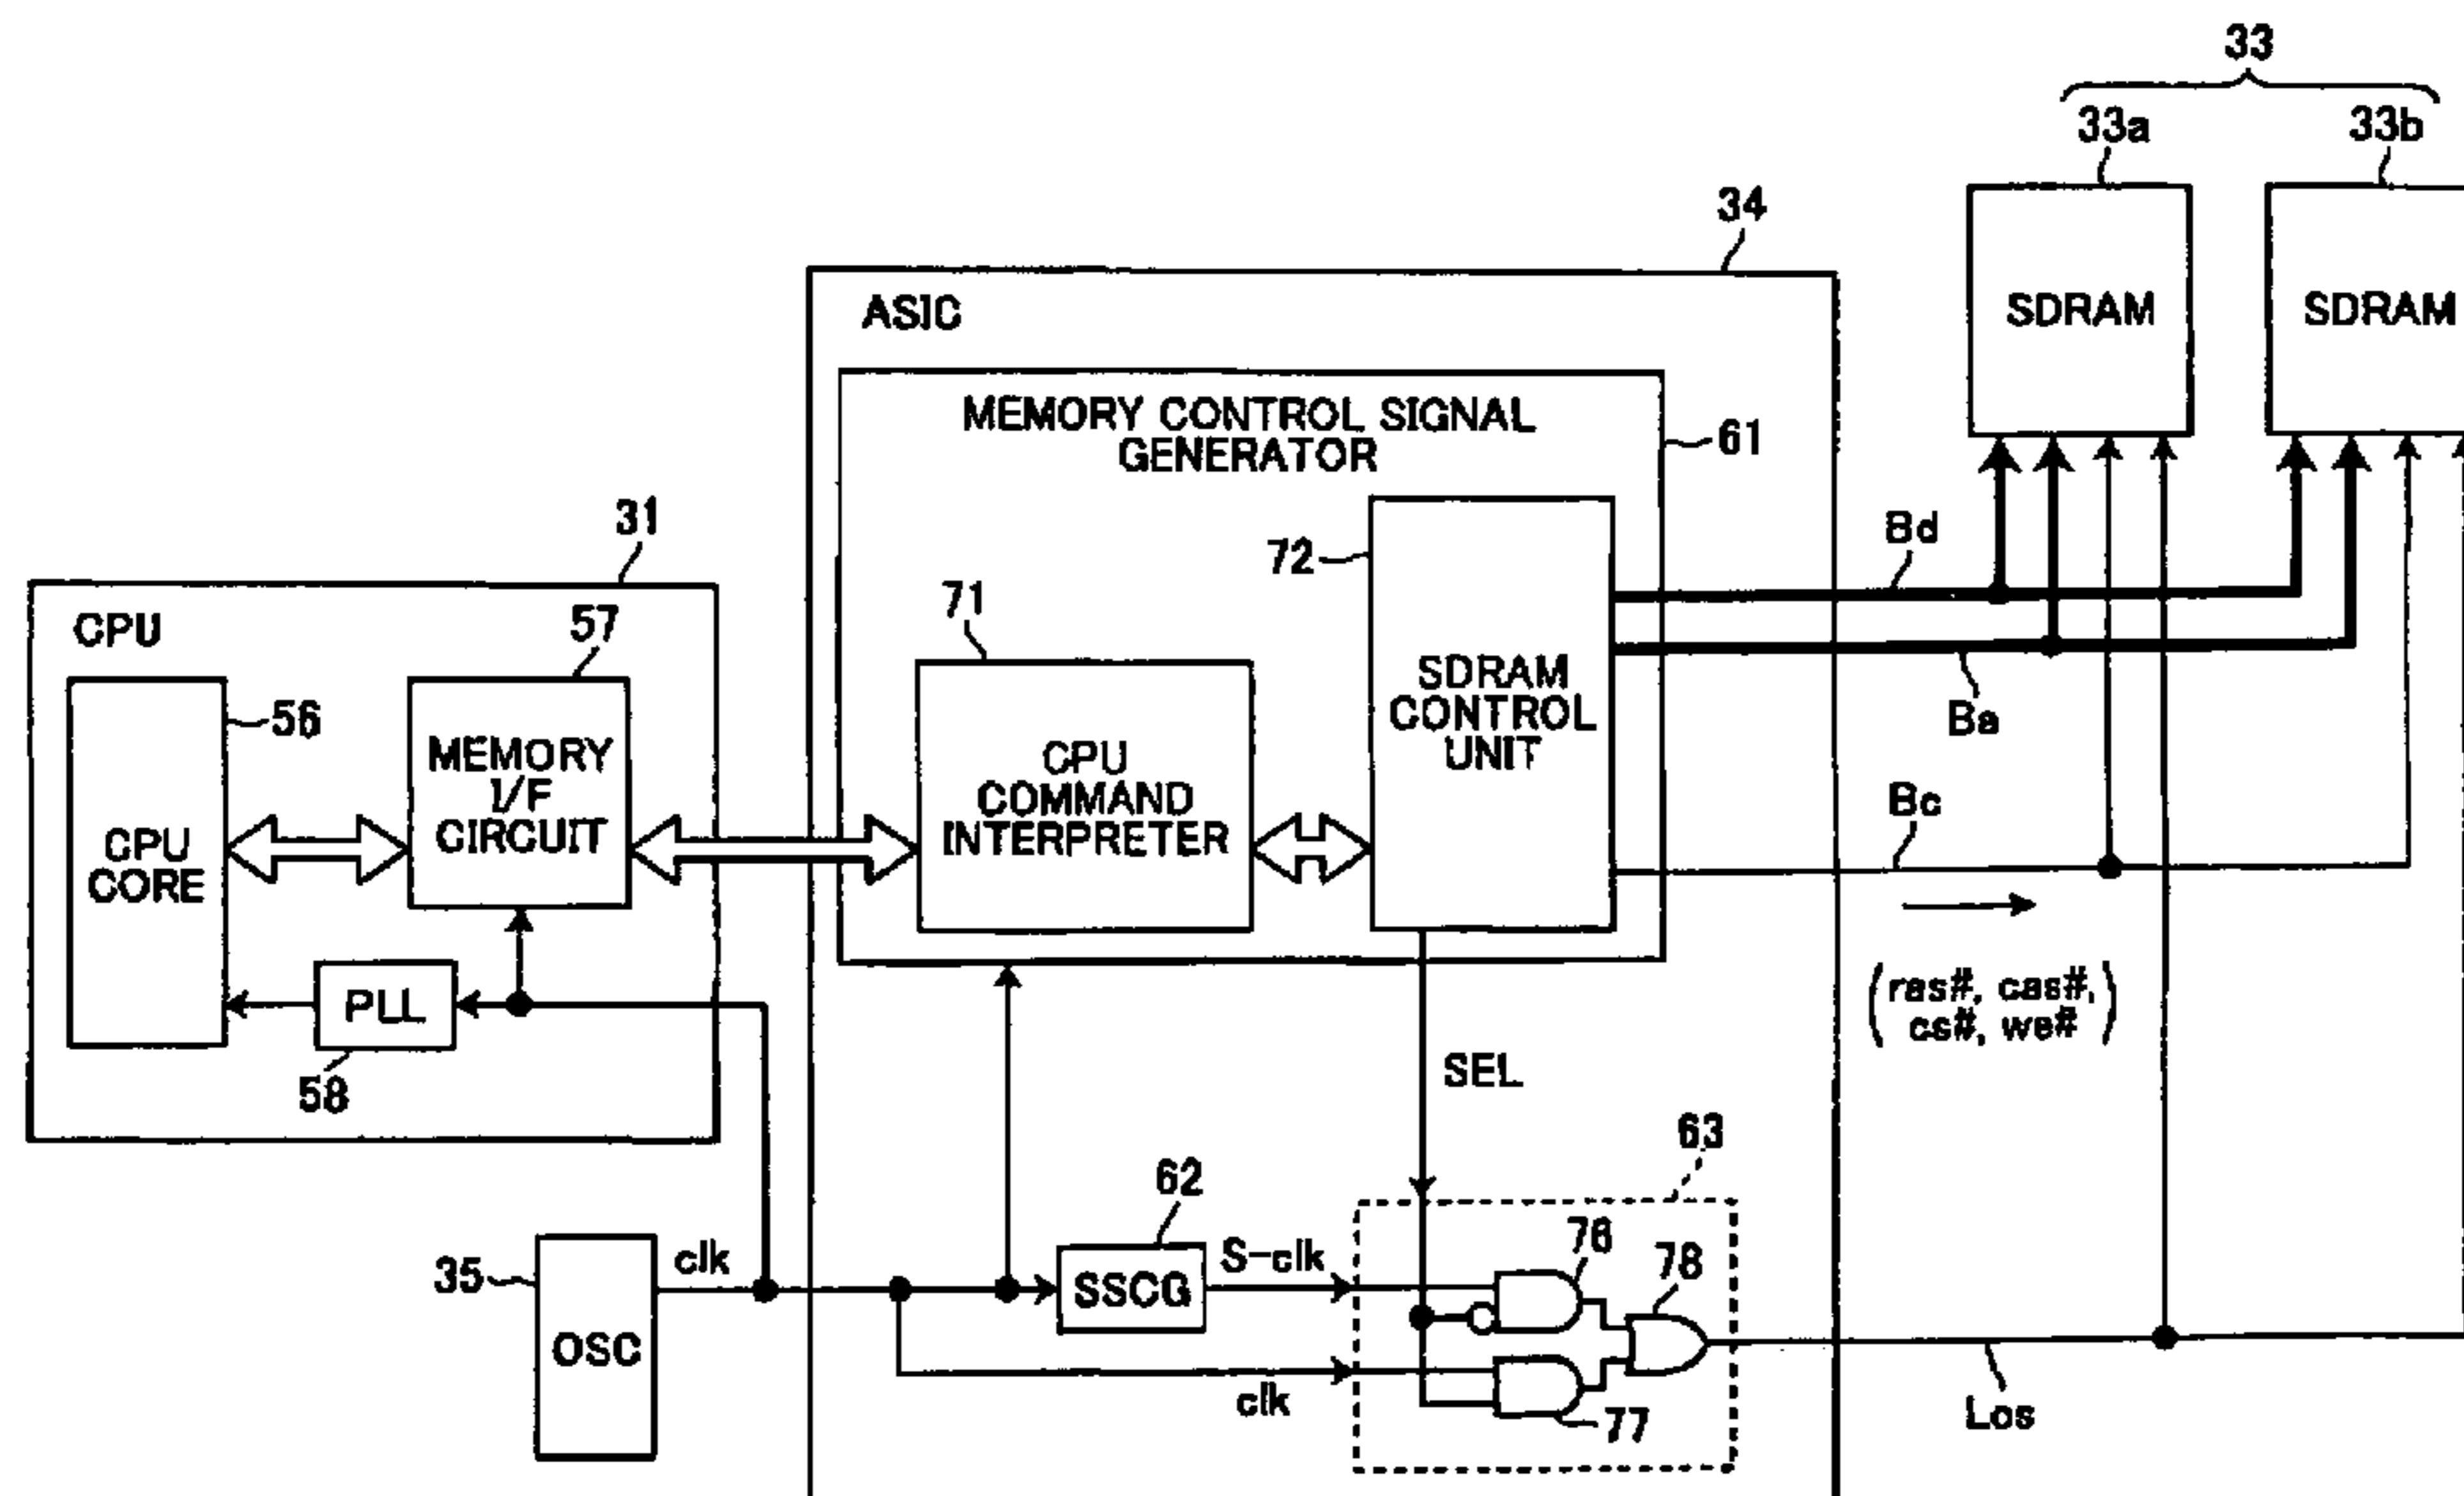 33
33a
33b
34
ASIC
SDRAM
SDRAM
MEMORY CONTROL SIGNAL
GENERATOR
61
31
72
Bd
CPU
57
71
56
MEMORY
I/F
CIRCUIT
CPU
CORE
CPU
COMMAND
INTERPRETER
SDRAM
CONTROL
UNIT
Ba
Bc
PLL
58
(ras#, cas#,
cs#, we#)
SEL
63
62
35
clk
OSC
SSCG
S-clk
76
78
clk
77
Los